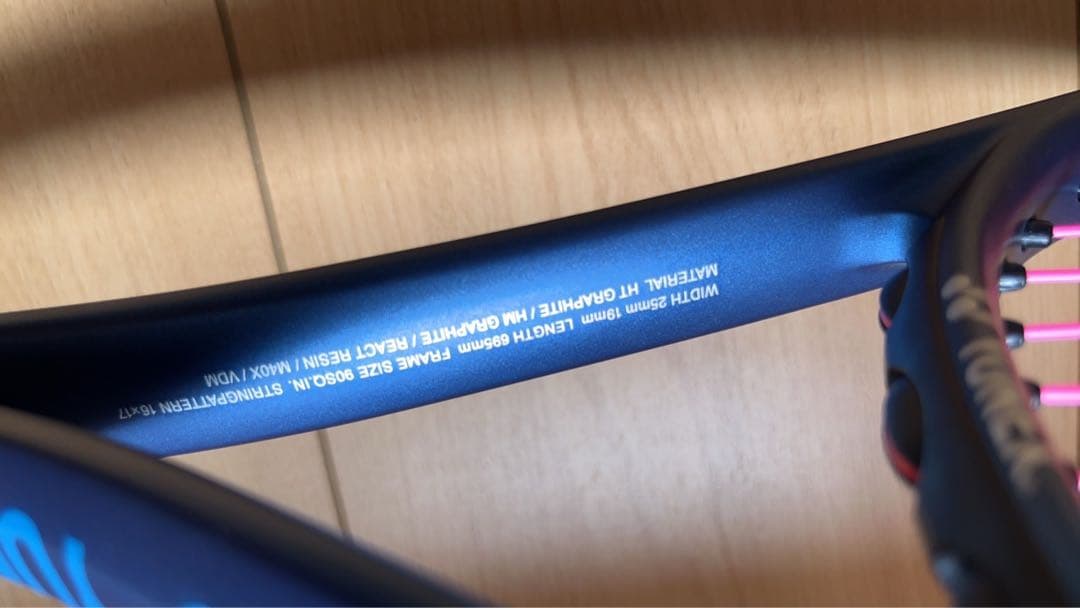 MATERIAL HT GRAPHITE / HM GRAPHITE / REACT RESIN / M40X / VDM
WIDTH 25mm 19mm LENGTH 695mm FRAME SIZE 90SQ.IN. STRINGPATTERN 16x17
YONEX